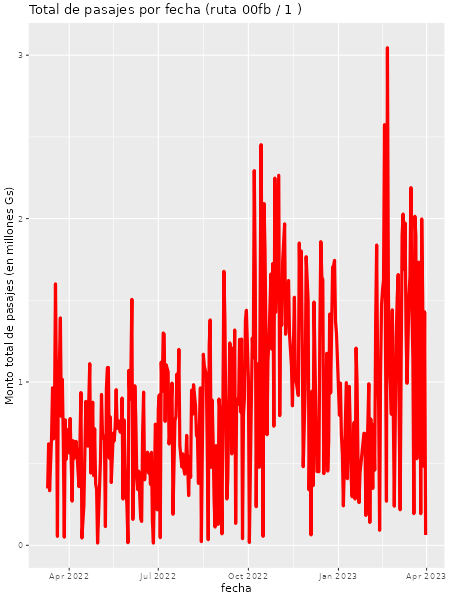 Total de pasajes por fecha (ruta 00fb / 1 )
Monto total de pasajes (en millones Gs)
3
2
1
0
Apr 2022
Jul 2022
Oct 2022
Jan 2023
Apr 2023
fecha